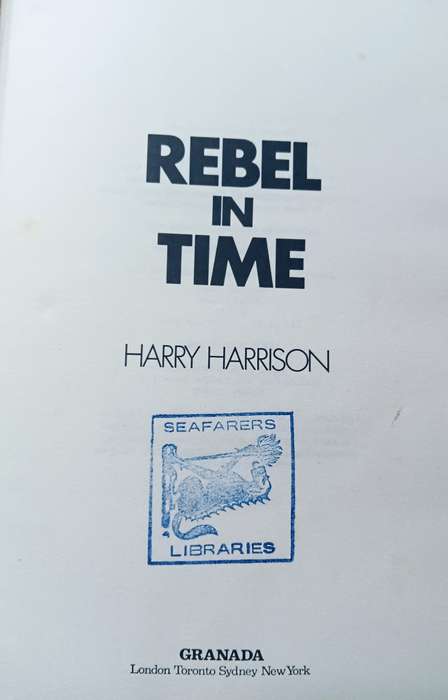 REBEL
IN
TIME
HARRY HARRISON
SEAFARERS
LIBRARIES
GRANADA
London Toronto Sydney New York